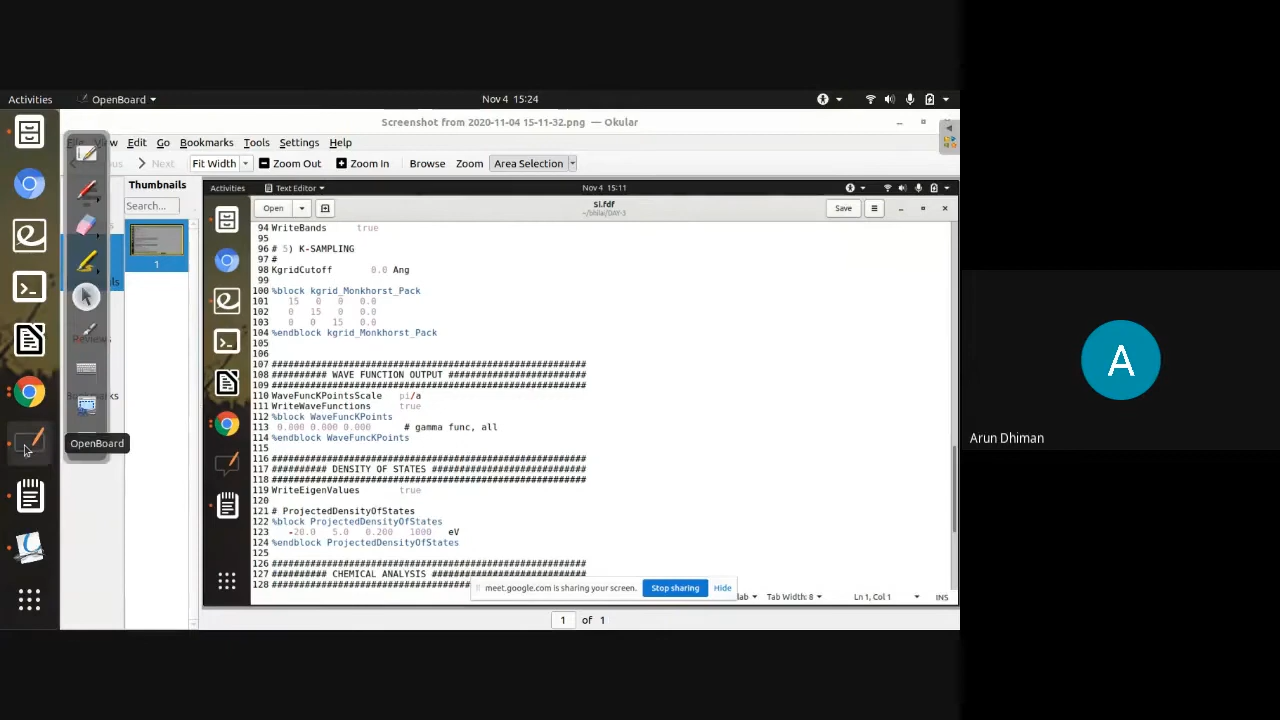 Activities OpenBoard Nov 4 15:24
Screenshot from 2020-11-04 15-11-32.png — Okular
File View Edit Go Bookmarks Tools Settings Help
Next Fit Width Zoom Out Zoom In Browse Zoom Area Selection
Thumbnails
Search...
1
OpenBoard
Activities Text Editor Nov 4 15:11
Open Si.fdf Save
~/bhilai/DAY-3
94 WriteBands true
95
96 # 5) K-SAMPLING
97 #
98 KgridCutoff 0.0 Ang
99
100 %block kgrid_Monkhorst_Pack
101 15 0 0 0.0
102 0 15 0 0.0
103 0 0 15 0.0
104 %endblock kgrid_Monkhorst_Pack
105
106
107 #########################################################
108 ########## WAVE FUNCTION OUTPUT #########################
109 #########################################################
110 WaveFuncKPointsScale pi/a
111 WriteWaveFunctions true
112 %block WaveFuncKPoints
113 0.000 0.000 0.000 # gamma func, all
114 %endblock WaveFuncKPoints
115
116 #########################################################
117 ########## DENSITY OF STATES ############################
118 #########################################################
119 WriteEigenValues true
120
121 # ProjectedDensityOfStates
122 %block ProjectedDensityOfStates
123 -20.0 5.0 0.200 1000 eV
124 %endblock ProjectedDensityOfStates
125
126 #########################################################
127 ########## CHEMICAL ANALYSIS ############################
128 ####################################
meet.google.com is sharing your screen. Stop sharing Hide
Tab Width: 8 Ln 1, Col 1 INS
1 of 1
A
Arun Dhiman